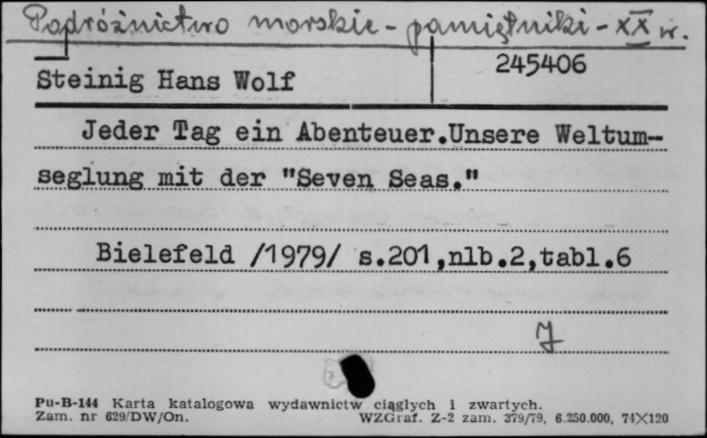 Podróżnictwo morskie - pamiętniki - XX w.
245406
Steinig Hans Wolf
Jeder Tag ein Abenteuer.Unsere Weltum-
seglung mit der "Seven Seas."
Bielefeld /1979/ s.201,nlb.2,tabl.6
Pu-B-144 Karta katalogowa wydawnictw ciągłych i zwartych.
Zam. nr 629/DW/On. WZGraf. Z-2 zam. 379/79, 6.250.000, 74×120